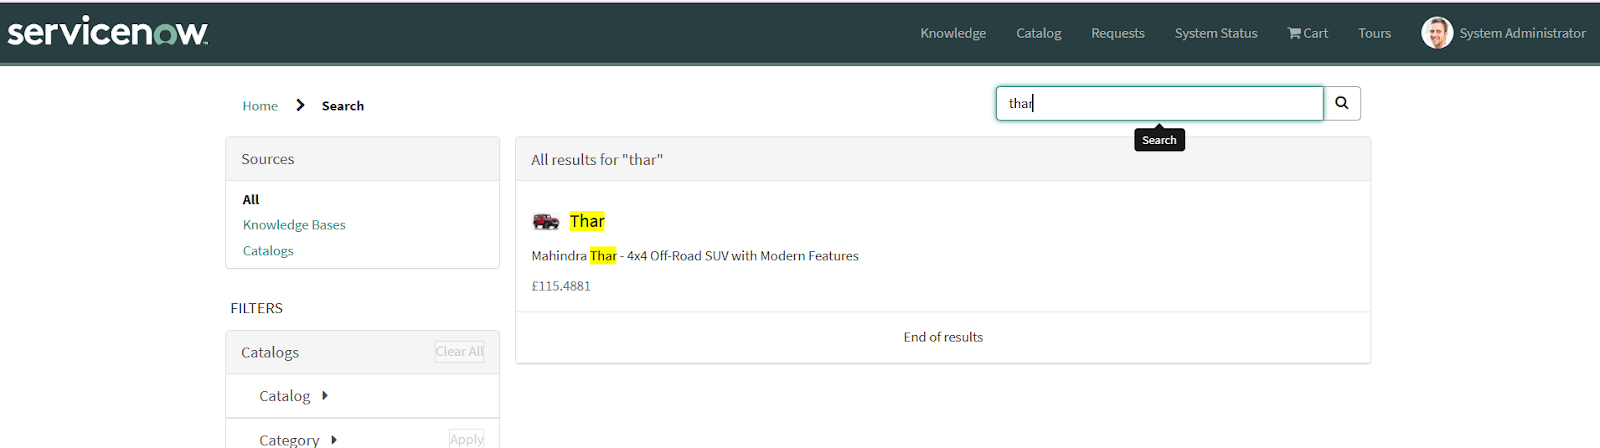 servicenow™
Knowledge Catalog Requests System Status Cart Tours System Administrator
Home Search
thar
Search
Sources
All
Knowledge Bases
Catalogs
All results for "thar"
Thar
Mahindra Thar - 4x4 Off-Road SUV with Modern Features
£115.4881
End of results
FILTERS
Catalogs Clear All
Catalog
Category Apply